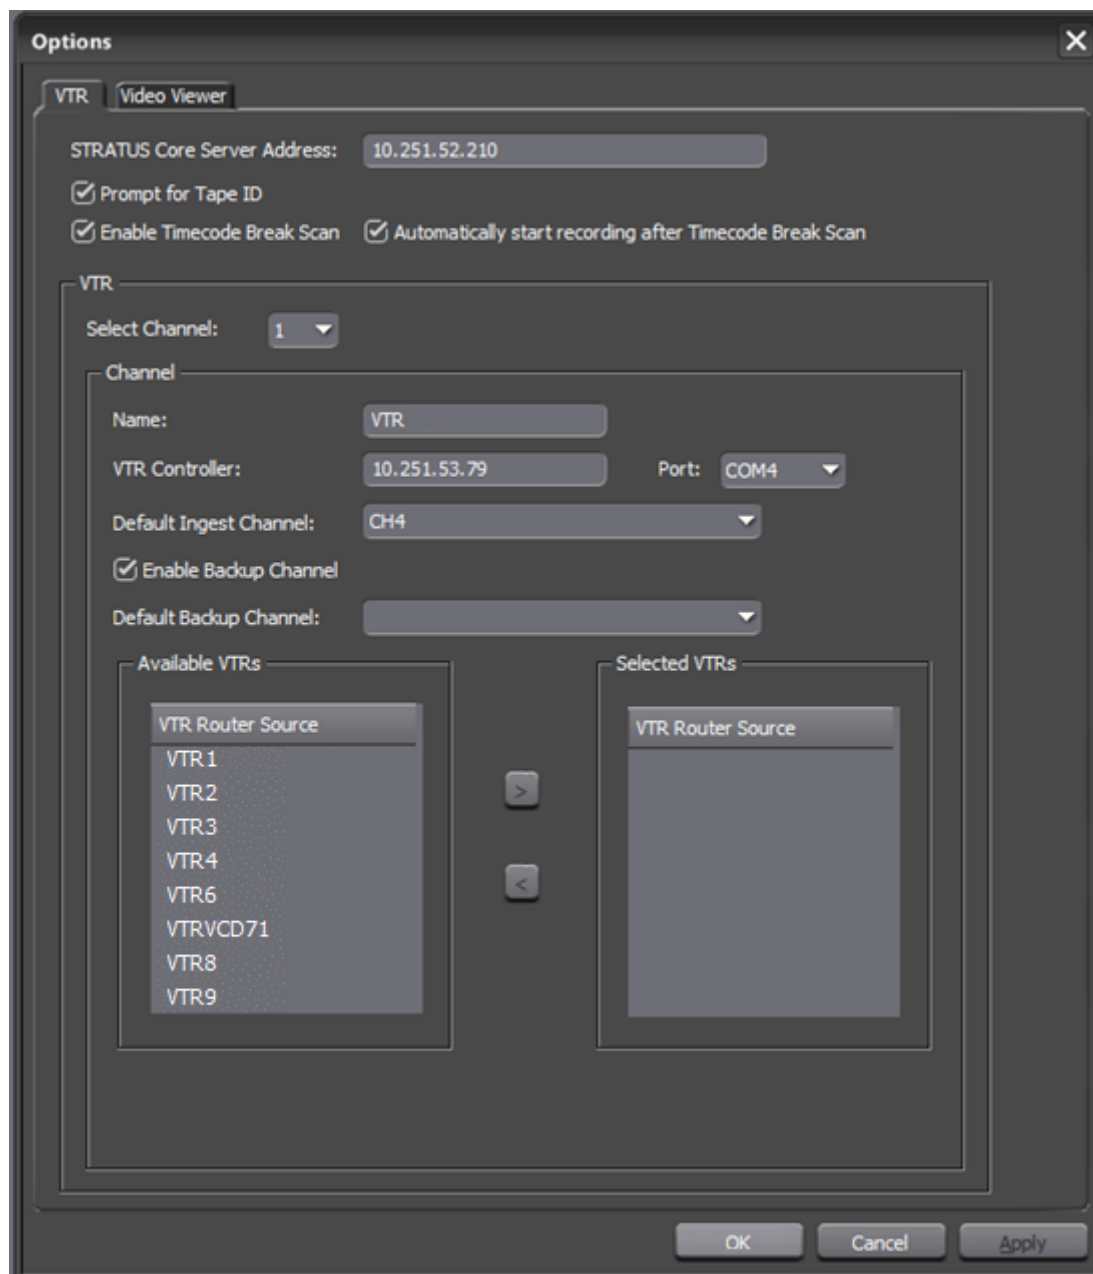 Options
VTR Video Viewer
STRATUS Core Server Address: 10.251.52.210
Prompt for Tape ID
Enable Timecode Break Scan Automatically start recording after Timecode Break Scan
VTR
Select Channel: 1
Channel
Name: VTR
VTR Controller: 10.251.53.79 Port: COM4
Default Ingest Channel: CH4
Enable Backup Channel
Default Backup Channel:
Available VTRs Selected VTRs
VTR Router Source VTR Router Source
VTR1
VTR2
>
VTR3
VTR4
<
VTR6
VTRVCD71
VTR8
VTR9
OK Cancel Apply